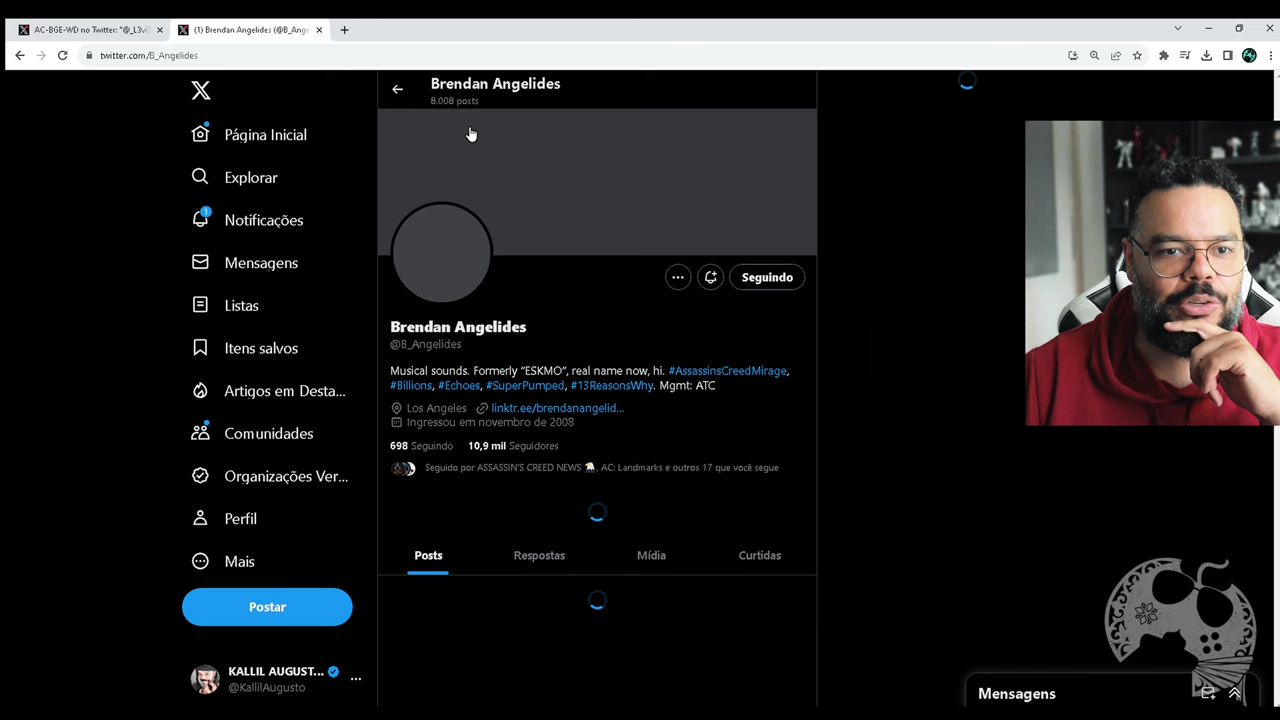 AC-BGE-WD no Twitter: "@_L3vi
(1) Brendan Angelides (@B_Ange
twitter.com/B_Angelides
Brendan Angelides
8.008 posts
Página Inicial
Explorar
1
Notificações
Mensagens
Listas
Itens salvos
Artigos em Desta...
Comunidades
Organizações Ver...
Perfil
Mais
Postar
KALLIL AUGUST...
@KallilAugusto
Seguindo
Brendan Angelides
@B_Angelides
Musical sounds. Formerly “ESKMO”, real name now, hi. #AssassinsCreedMirage,
#Billions, #Echoes, #SuperPumped, #13ReasonsWhy. Mgmt: ATC
Los Angeles linktr.ee/brendanangelid...
Ingressou em novembro de 2008
698 Seguindo 10,9 mil Seguidores
Seguido por ASSASSIN'S CREED NEWS, AC: Landmarks e outros 17 que você segue
Posts Respostas Mídia Curtidas
Mensagens